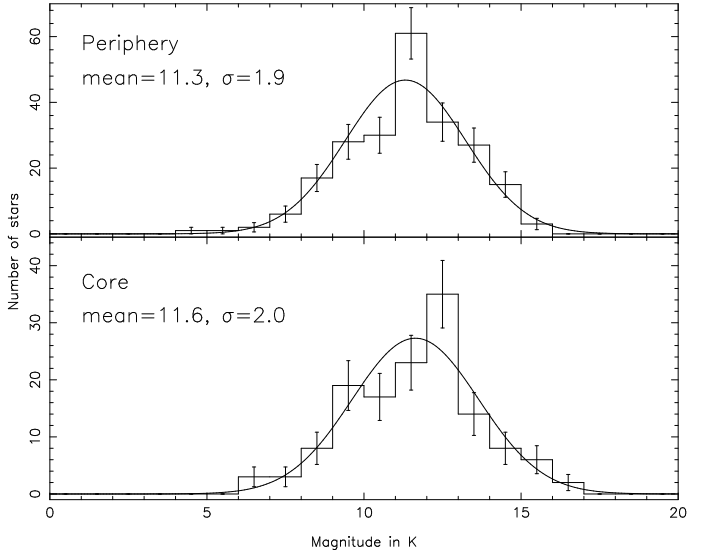 Periphery
mean=11.3, σ=1.9
60
40
20
0
Number of stars
Core
mean=11.6, σ=2.0
40
30
20
10
0
0 5 10 15 20
Magnitude in K